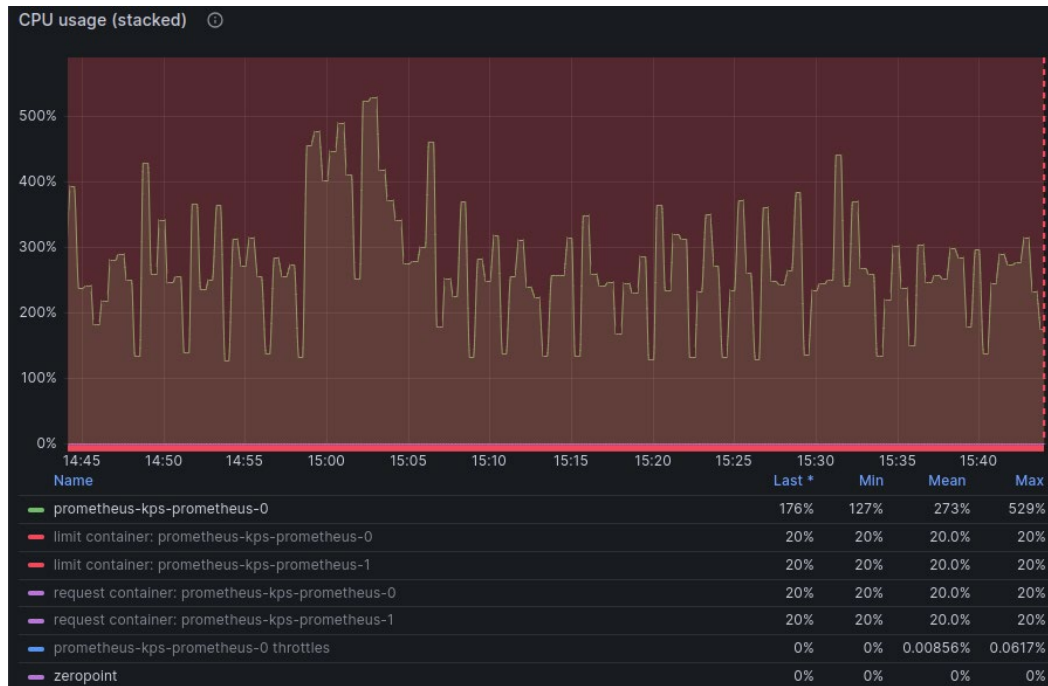 CPU usage (stacked)
500%
400%
300%
200%
100%
0%
14:45 14:50 14:55 15:00 15:05 15:10 15:15 15:20 15:25 15:30 15:35 15:40
Name Last * Min Mean Max
prometheus-kps-prometheus-0 176% 127% 273% 529%
limit container: prometheus-kps-prometheus-0 20% 20% 20.0% 20%
limit container: prometheus-kps-prometheus-1 20% 20% 20.0% 20%
request container: prometheus-kps-prometheus-0 20% 20% 20.0% 20%
request container: prometheus-kps-prometheus-1 20% 20% 20.0% 20%
prometheus-kps-prometheus-0 throttles 0% 0% 0.00856% 0.0617%
zeropoint 0% 0% 0% 0%